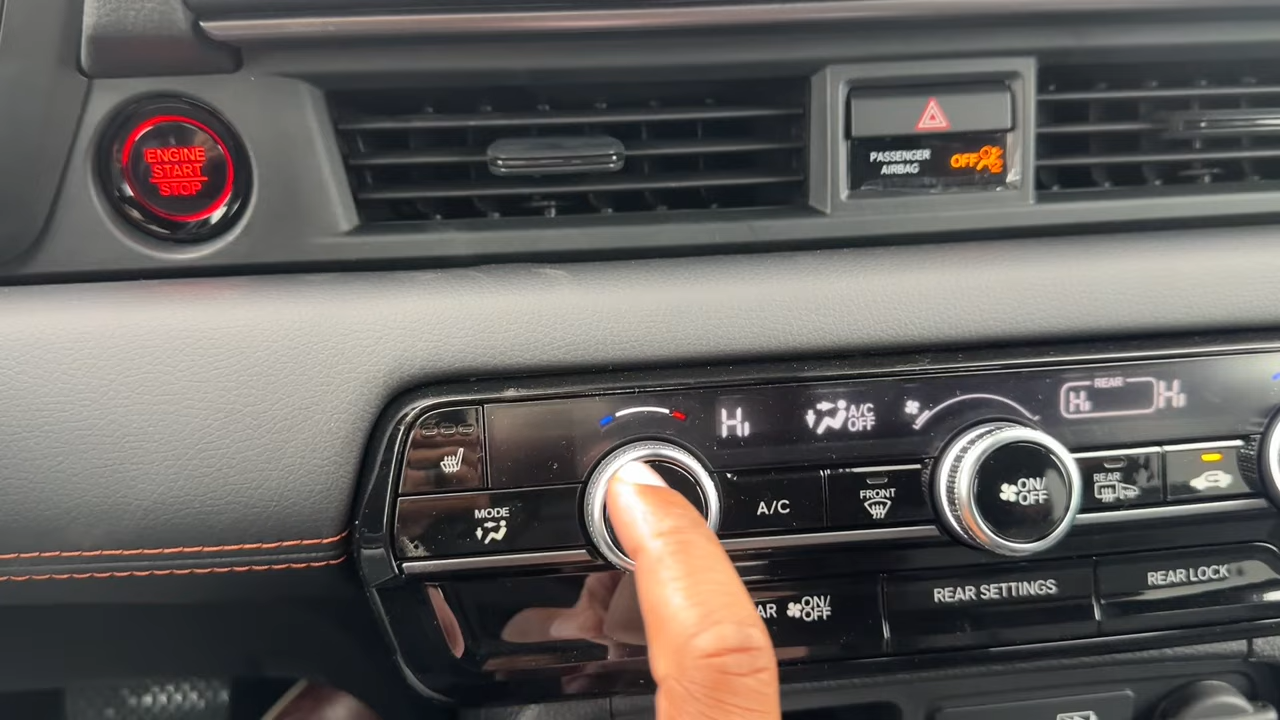 ENGINE
START
STOP
PASSENGER
AIRBAG
OFF
Hi
A/C
OFF
REAR
Hi
Hi
MODE
A/C
FRONT
ON/
OFF
REAR
AR
ON/
OFF
REAR SETTINGS
REAR LOCK